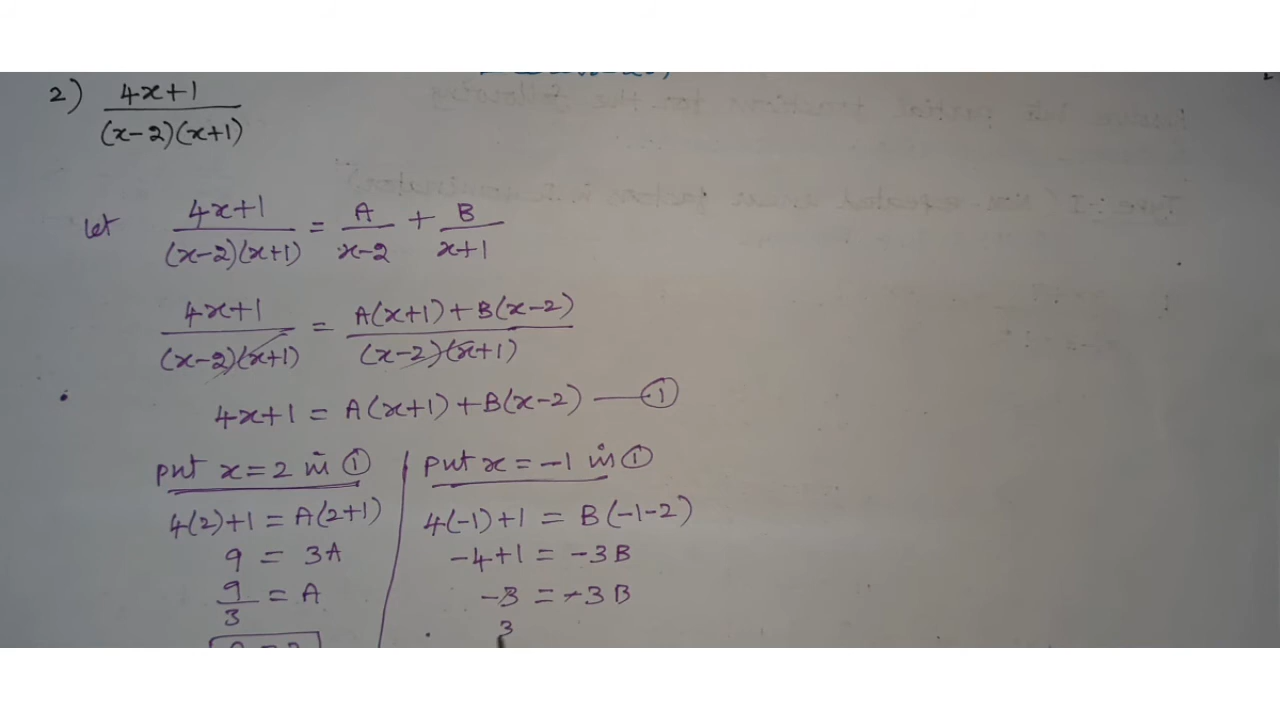 2) 4x+1
(x-2)(x+1)
let 4x+1 / (x-2)(x+1) = A / x-2 + B / x+1
4x+1 / (x-2)(x+1) = A(x+1)+B(x-2) / (x-2)(x+1)
4x+1 = A(x+1)+B(x-2) — ①
put x=2 in ①
4(2)+1 = A(2+1)
9 = 3A
9/3 = A
put x=-1 in ①
4(-1)+1 = B(-1-2)
-4+1 = -3B
-3 = -3B
3